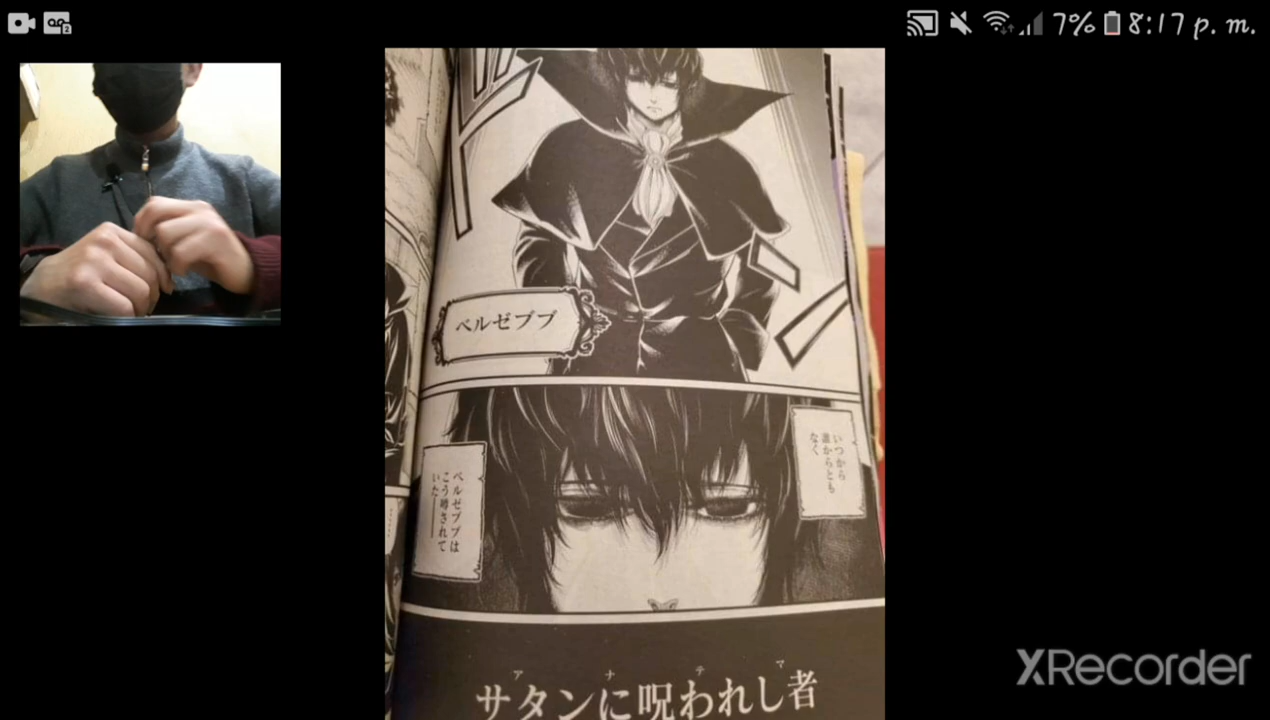 7% 8:17 p. m.
ベルゼブブ
いつから
誰からとも
なく
ベルゼブブは
こう噂されて
いた――
アナテマ
サタンに呪われし者
XRecorder